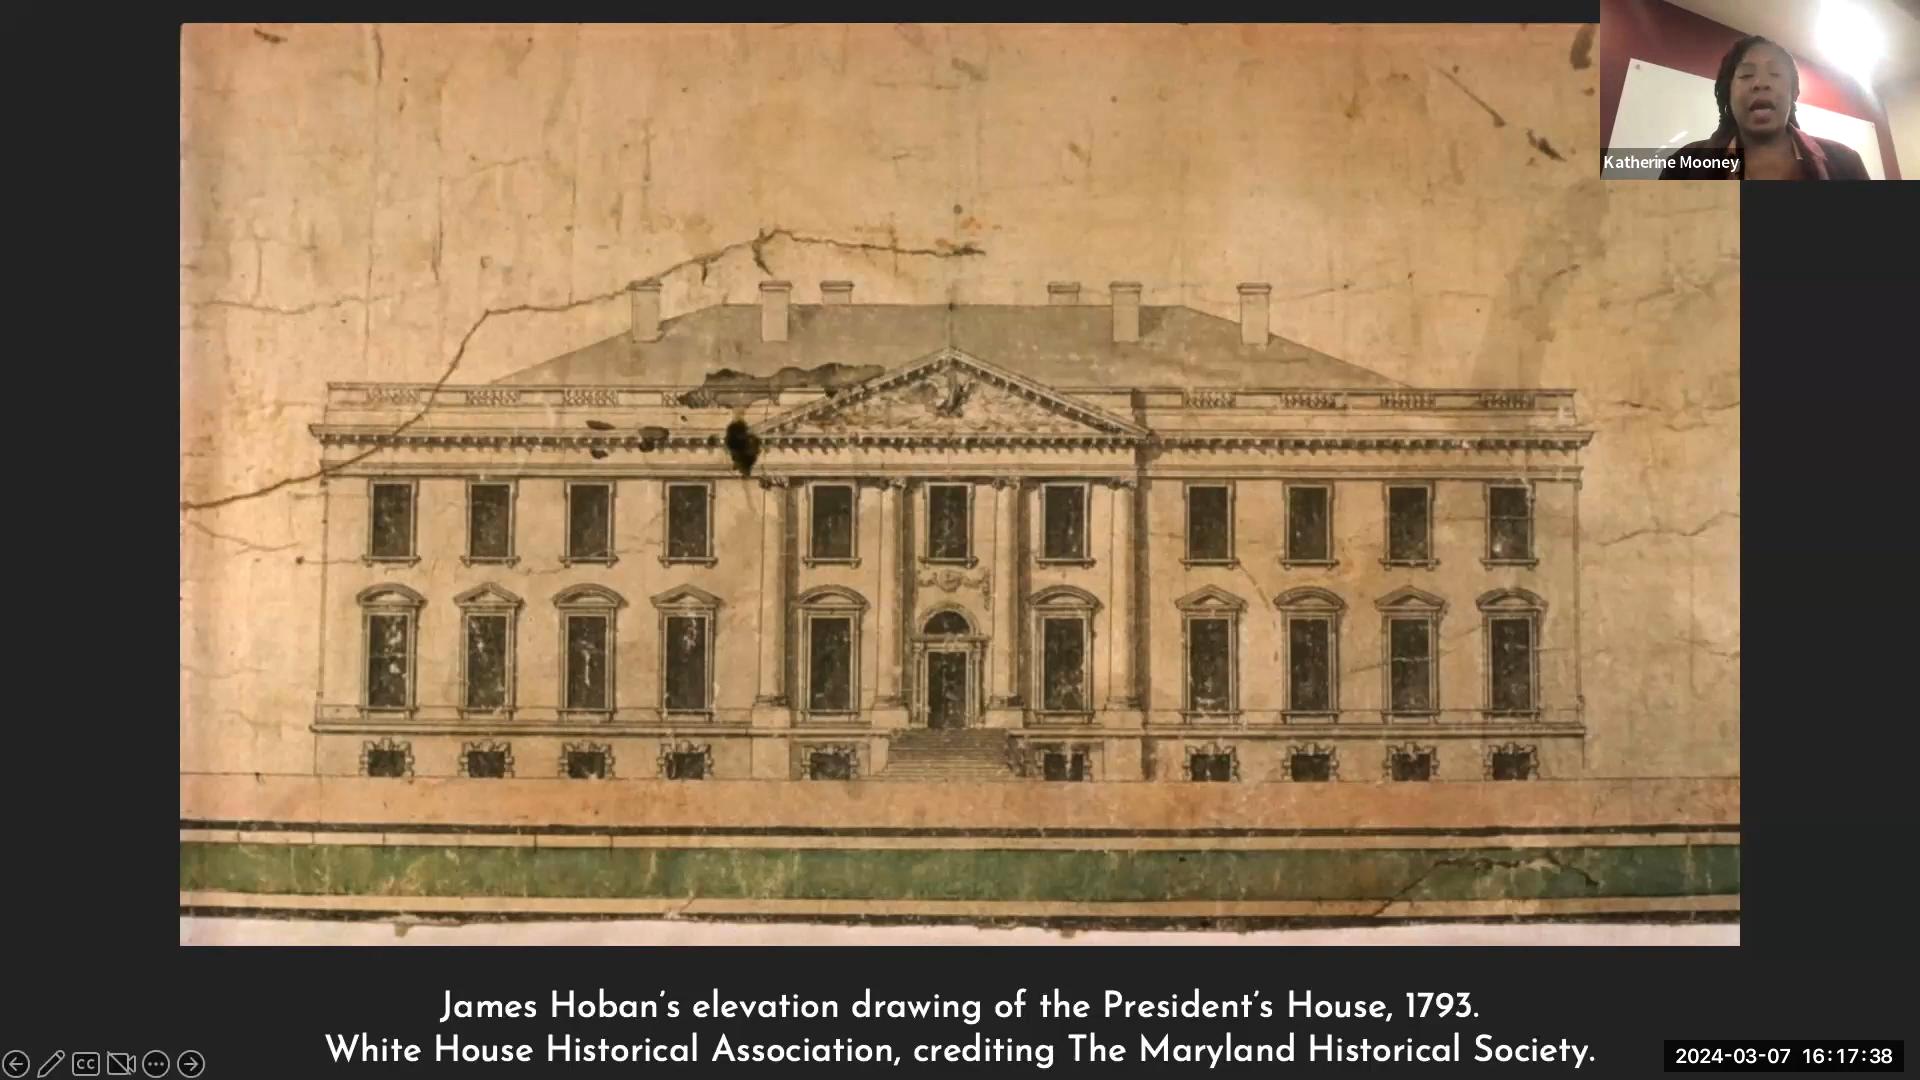 Katherine Mooney
James Hoban's elevation drawing of the President's House, 1793.
White House Historical Association, crediting The Maryland Historical Society.
CC
2024-03-07 16:17:38